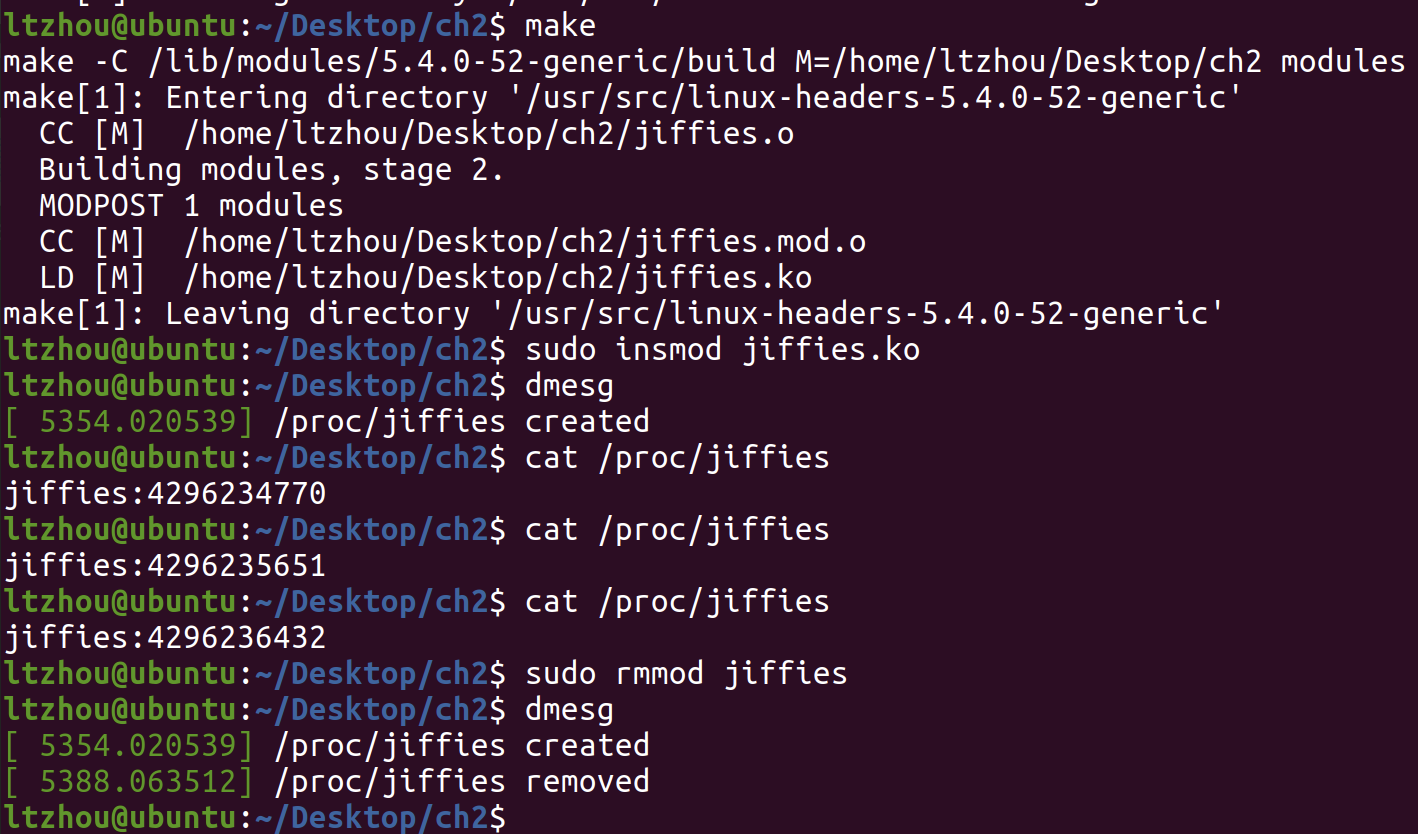 ltzhou@ubuntu:~/Desktop/ch2$ make
make -C /lib/modules/5.4.0-52-generic/build M=/home/ltzhou/Desktop/ch2 modules
make[1]: Entering directory '/usr/src/linux-headers-5.4.0-52-generic'
  CC [M]  /home/ltzhou/Desktop/ch2/jiffies.o
  Building modules, stage 2.
  MODPOST 1 modules
  CC [M]  /home/ltzhou/Desktop/ch2/jiffies.mod.o
  LD [M]  /home/ltzhou/Desktop/ch2/jiffies.ko
make[1]: Leaving directory '/usr/src/linux-headers-5.4.0-52-generic'
ltzhou@ubuntu:~/Desktop/ch2$ sudo insmod jiffies.ko
ltzhou@ubuntu:~/Desktop/ch2$ dmesg
[ 5354.020539] /proc/jiffies created
ltzhou@ubuntu:~/Desktop/ch2$ cat /proc/jiffies
jiffies:4296234770
ltzhou@ubuntu:~/Desktop/ch2$ cat /proc/jiffies
jiffies:4296235651
ltzhou@ubuntu:~/Desktop/ch2$ cat /proc/jiffies
jiffies:4296236432
ltzhou@ubuntu:~/Desktop/ch2$ sudo rmmod jiffies
ltzhou@ubuntu:~/Desktop/ch2$ dmesg
[ 5354.020539] /proc/jiffies created
[ 5388.063512] /proc/jiffies removed
ltzhou@ubuntu:~/Desktop/ch2$